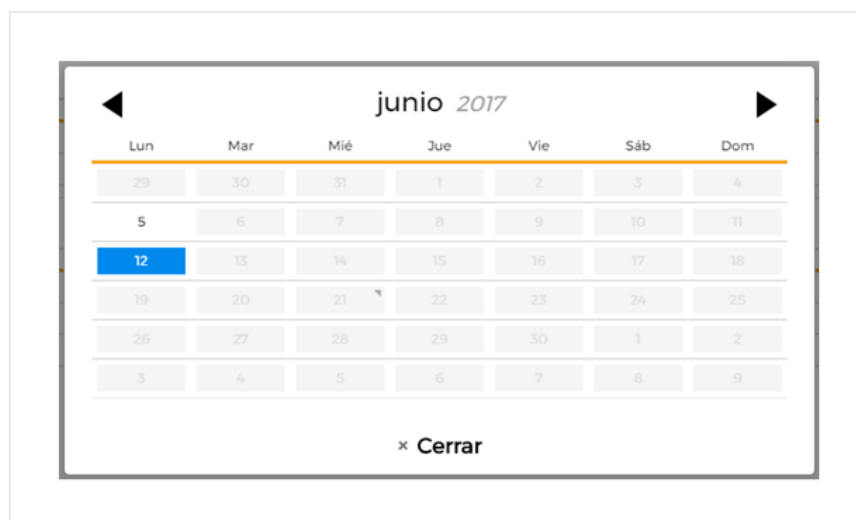 junio 2017
Lun Mar Mié Jue Vie Sáb Dom
29 30 31 1 2 3 4
5 6 7 8 9 10 11
12 13 14 15 16 17 18
19 20 21 22 23 24 25
26 27 28 29 30 1 2
3 4 5 6 7 8 9
× Cerrar